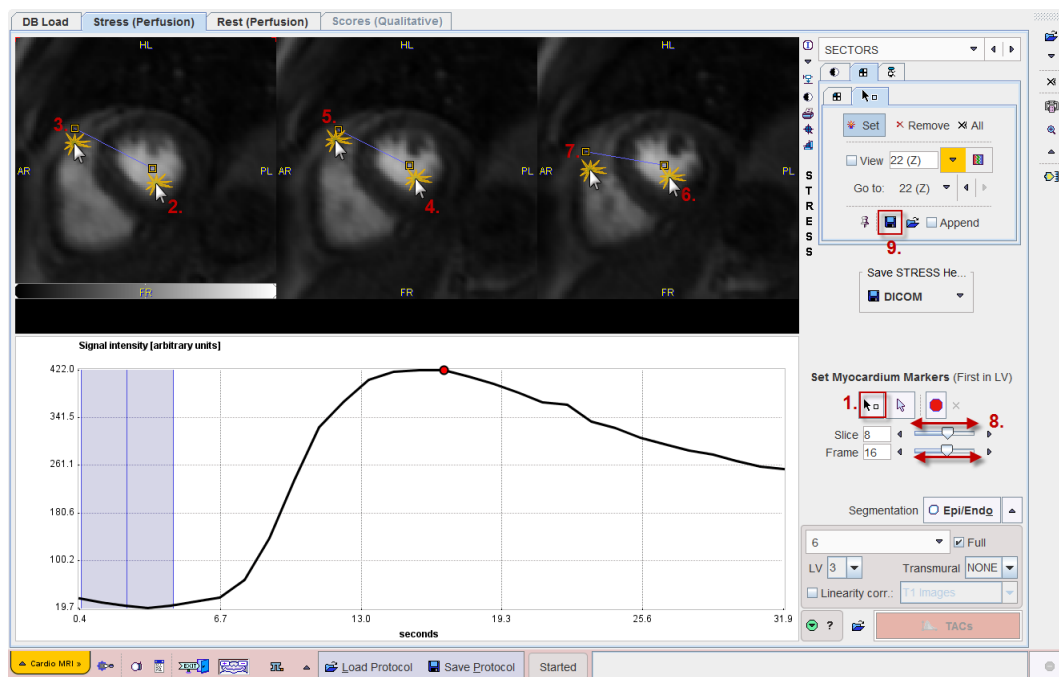 DB Load Stress (Perfusion) Rest (Perfusion) Scores (Qualitative)
HL HL HL
SECTORS
3. 5. 7.
Set Remove All
AR PL AR PL AR PL
View 22 (Z)
2. 4. 6.
Go to: 22 (Z)
STRESS
Append
9.
FR FR FR
Save STRESS He...
DICOM
Signal intensity [arbitrary units]
422.0
341.5
261.1
180.6
100.2
19.7
0.4 6.7 13.0 19.3 25.6 31.9
seconds
Set Myocardium Markers (First in LV)
1.
8.
Slice 8
Frame 16
Segmentation Epi/Endo
6 Full
LV 3 Transmural NONE
Linearity corr.: T1 Images
? TACs
Cardio MRI » EXIT Load Protocol Save Protocol Started